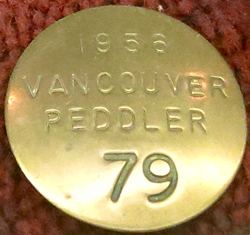 1956
VANCOUVER
PEDDLER
79